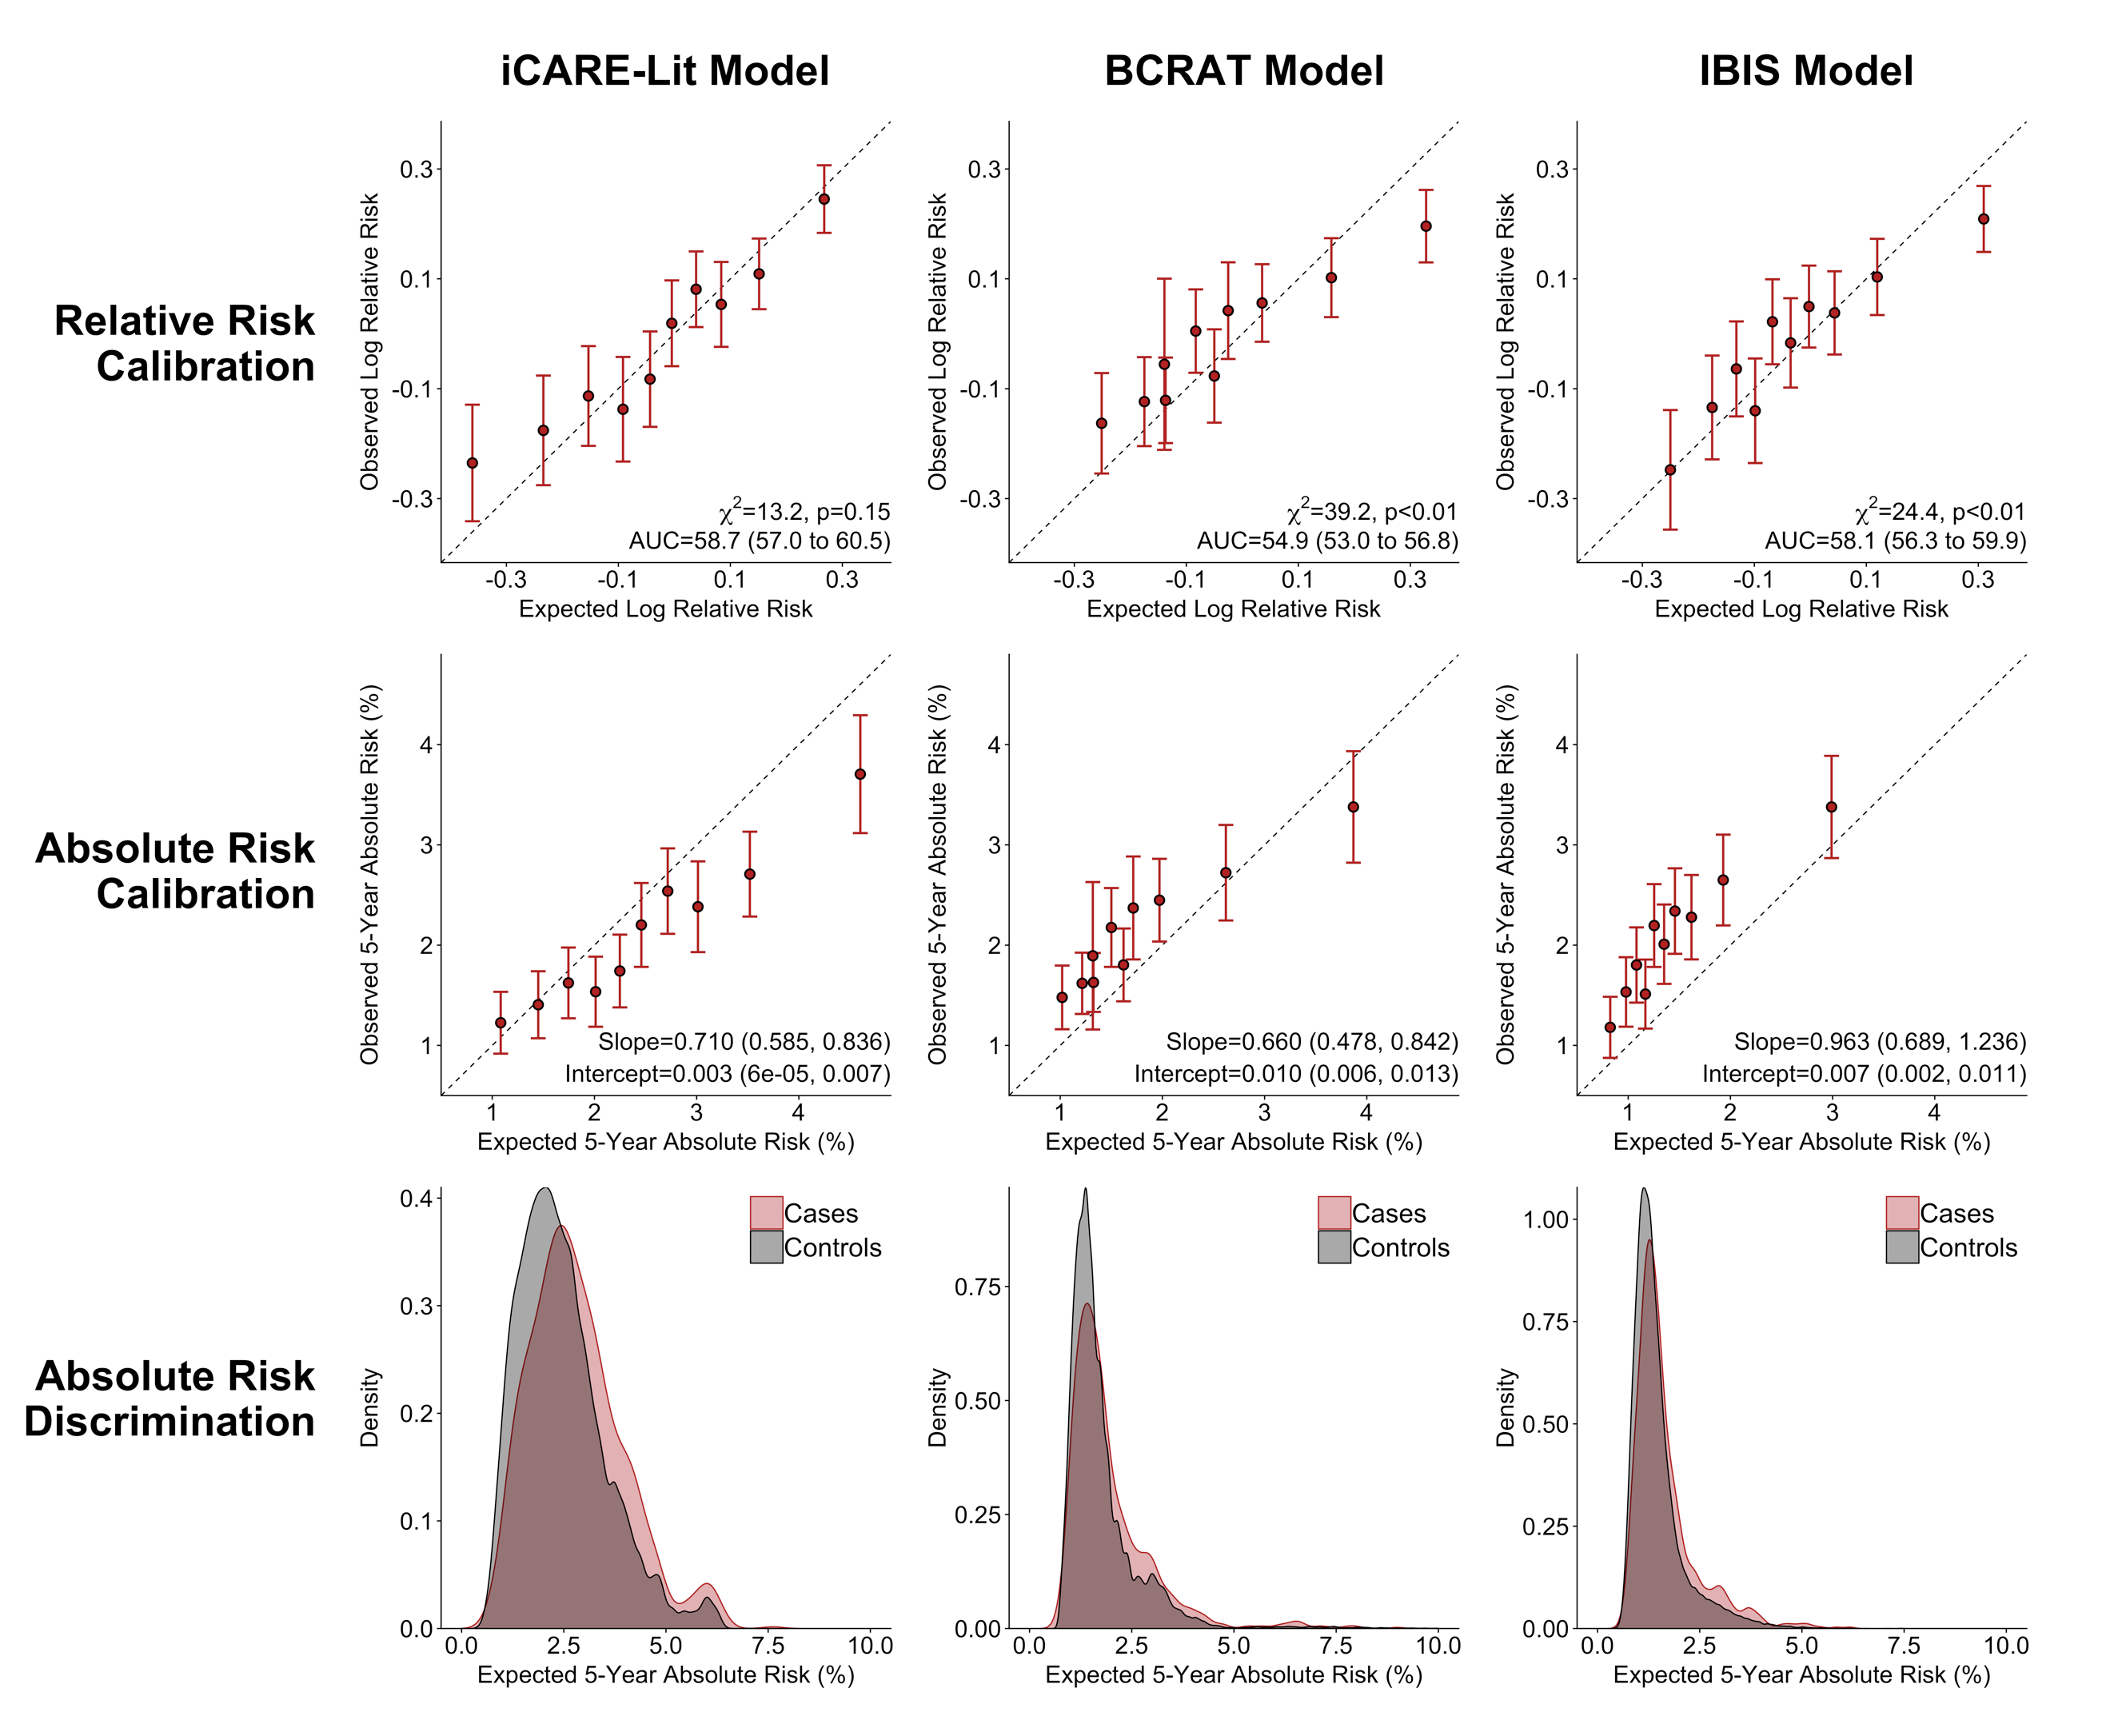 iCARE-Lit Model
BCRAT Model
IBIS Model
Relative Risk
Calibration
Observed Log Relative Risk
0.3
0.1
-0.1
-0.3
χ2=13.2, p=0.15
AUC=58.7 (57.0 to 60.5)
-0.3 -0.1 0.1 0.3
Expected Log Relative Risk
Observed Log Relative Risk
0.3
0.1
-0.1
-0.3
χ2=39.2, p<0.01
AUC=54.9 (53.0 to 56.8)
-0.3 -0.1 0.1 0.3
Expected Log Relative Risk
Observed Log Relative Risk
0.3
0.1
-0.1
-0.3
χ2=24.4, p<0.01
AUC=58.1 (56.3 to 59.9)
-0.3 -0.1 0.1 0.3
Expected Log Relative Risk
Absolute Risk
Calibration
Observed 5-Year Absolute Risk (%)
4
3
2
1
Slope=0.710 (0.585, 0.836)
Intercept=0.003 (6e-05, 0.007)
1 2 3 4
Expected 5-Year Absolute Risk (%)
Observed 5-Year Absolute Risk (%)
4
3
2
1
Slope=0.660 (0.478, 0.842)
Intercept=0.010 (0.006, 0.013)
1 2 3 4
Expected 5-Year Absolute Risk (%)
Observed 5-Year Absolute Risk (%)
4
3
2
1
Slope=0.963 (0.689, 1.236)
Intercept=0.007 (0.002, 0.011)
1 2 3 4
Expected 5-Year Absolute Risk (%)
Absolute Risk
Discrimination
Density
0.4
0.3
0.2
0.1
0.0
Cases
Controls
0.0 2.5 5.0 7.5 10.0
Expected 5-Year Absolute Risk (%)
Density
0.75
0.50
0.25
0.00
Cases
Controls
0.0 2.5 5.0 7.5 10.0
Expected 5-Year Absolute Risk (%)
Density
1.00
0.75
0.50
0.25
0.00
Cases
Controls
0.0 2.5 5.0 7.5 10.0
Expected 5-Year Absolute Risk (%)